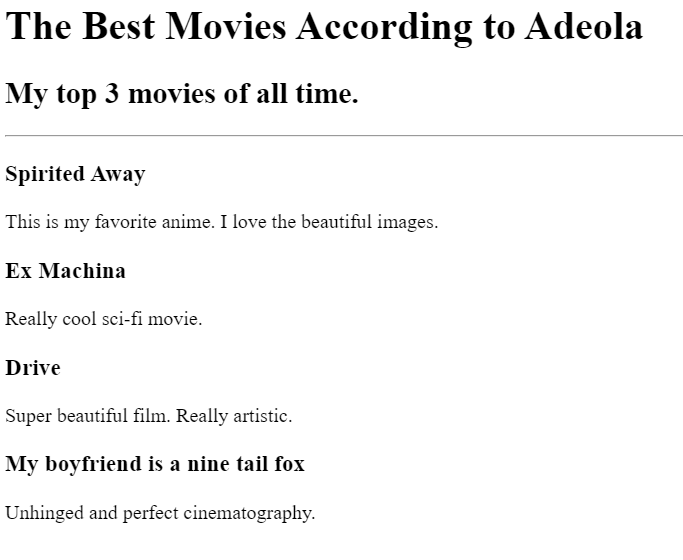 The Best Movies According to Adeola
My top 3 movies of all time.
Spirited Away
This is my favorite anime. I love the beautiful images.
Ex Machina
Really cool sci-fi movie.
Drive
Super beautiful film. Really artistic.
My boyfriend is a nine tail fox
Unhinged and perfect cinematography.